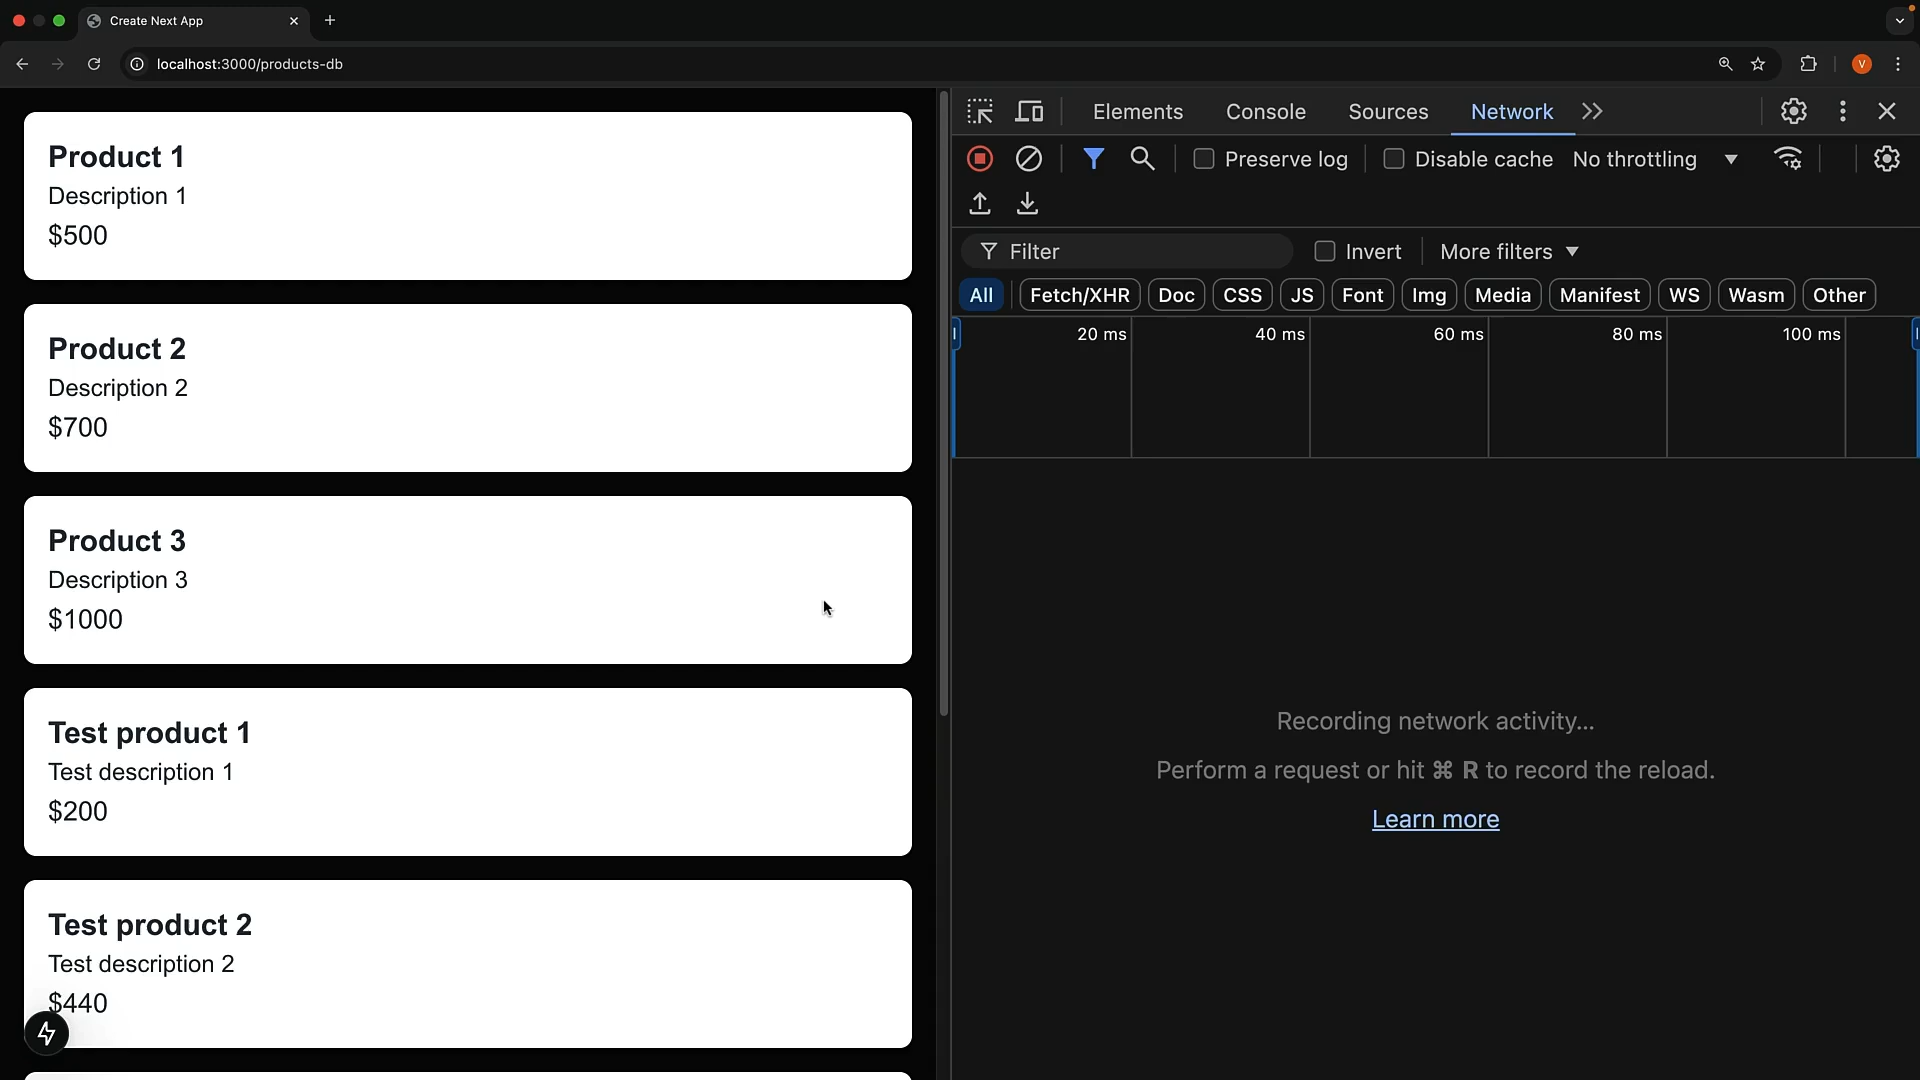 Create Next App
localhost:3000/products-db
V
Product 1
Description 1
$500
Product 2
Description 2
$700
Product 3
Description 3
$1000
Test product 1
Test description 1
$200
Test product 2
Test description 2
$440
Elements Console Sources Network
Preserve log Disable cache No throttling
Filter Invert More filters
All Fetch/XHR Doc CSS JS Font Img Media Manifest WS Wasm Other
20 ms 40 ms 60 ms 80 ms 100 ms
Recording network activity...
Perform a request or hit ⌘ R to record the reload.
Learn more